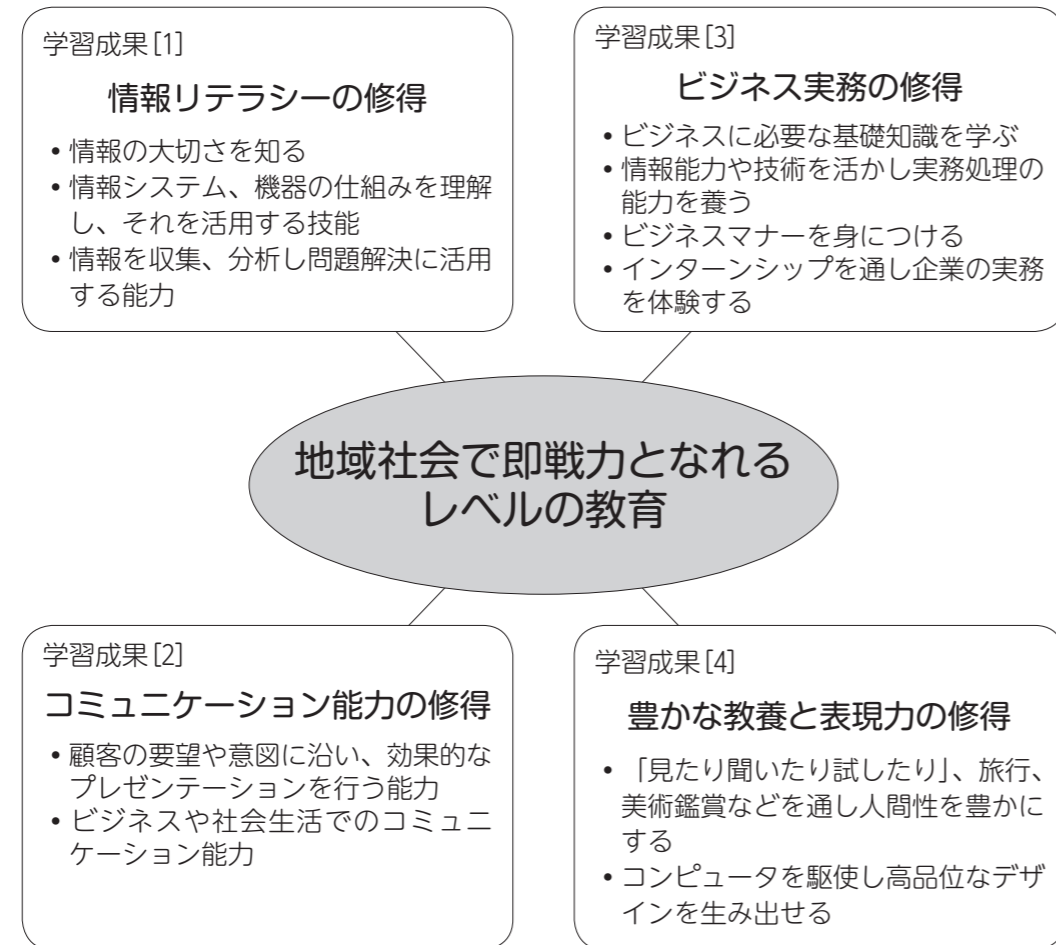 学習成果[1]
情報リテラシーの修得
• 情報の大切さを知る
• 情報システム、機器の仕組みを理解
し、それを活用する技能
• 情報を収集、分析し問題解決に活用
する能力
学習成果[3]
ビジネス実務の修得
• ビジネスに必要な基礎知識を学ぶ
• 情報能力や技術を活かし実務処理の
能力を養う
• ビジネスマナーを身につける
• インターンシップを通し企業の実務
を体験する
地域社会で即戦力となれる
レベルの教育
学習成果[2]
コミュニケーション能力の修得
• 顧客の要望や意図に沿い、効果的な
プレゼンテーションを行う能力
• ビジネスや社会生活でのコミュニ
ケーション能力
学習成果[4]
豊かな教養と表現力の修得
• 「見たり聞いたり試したり」、旅行、
美術鑑賞などを通し人間性を豊かに
する
• コンピュータを駆使し高品位なデザ
インを生み出せる